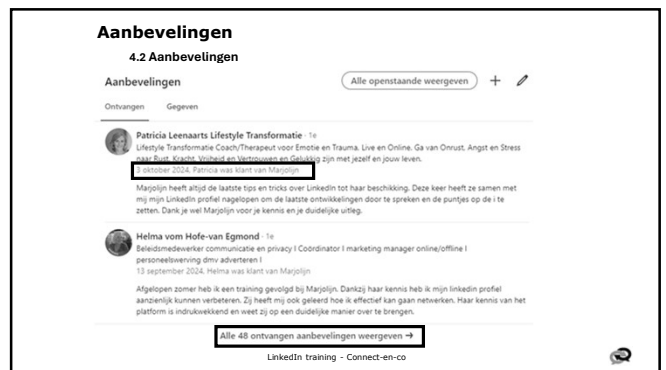 Aanbevelingen
4.2 Aanbevelingen
Aanbevelingen
Alle openstaande weergeven
Ontvangen Gegeven
Patricia Leenaarts Lifestyle Transformatie · 1e
Lifestyle Transformatie Coach/Therapeut voor Emotie en Trauma. Live en Online. Ga van Onrust, Angst en Stress
naar Rust, Kracht, Vrijheid en Vertrouwen en Gelukkig zijn met jezelf en jouw leven.
3 oktober 2024, Patricia was klant van Marjolijn
Marjolijn heeft altijd de laatste tips en tricks over LinkedIn tot haar beschikking. Deze keer heeft ze samen met
mij mijn LinkedIn profiel nagelopen om de laatste ontwikkelingen door te spreken en de puntjes op de i te
zetten. Dank je wel Marjolijn voor je kennis en je duidelijke uitleg.
Helma vom Hofe-van Egmond · 1e
Beleidsmedewerker communicatie en privacy I Coördinator I marketing manager online/offline I
personeelswerving dmv adverteren I
13 september 2024, Helma was klant van Marjolijn
Afgelopen zomer heb ik een training gevolgd bij Marjolijn. Dankzij haar kennis heb ik mijn linkedin profiel
aanzienlijk kunnen verbeteren. Zij heeft mij ook geleerd hoe ik effectief kan gaan netwerken. Haar kennis van het
platform is indrukwekkend en weet zij op een duidelijke manier over te brengen.
Alle 48 ontvangen aanbevelingen weergeven →
LinkedIn training - Connect-en-co